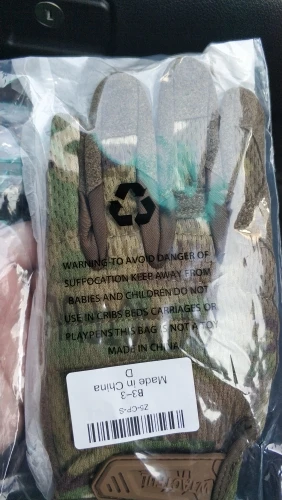 L
WARNING-TO AVOID DANGER OF
SUFFOCATION KEEP AWAY FROM
BABIES AND CHILDREN DO NOT
USE IN CRIBS BEDS CARRIAGES OR
PLAYPENS THIS BAG IS NOT A TOY
MADE IN CHINA
ZS-CP-S
B3-3
Made in China
D